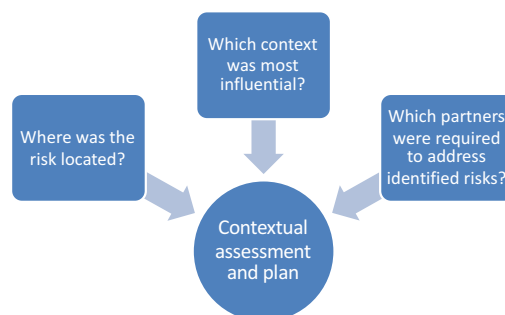 Which context
was most
influential?
Where was the
risk located?
Which partners
were required
to address
identified risks?
Contextual
assessment
and plan